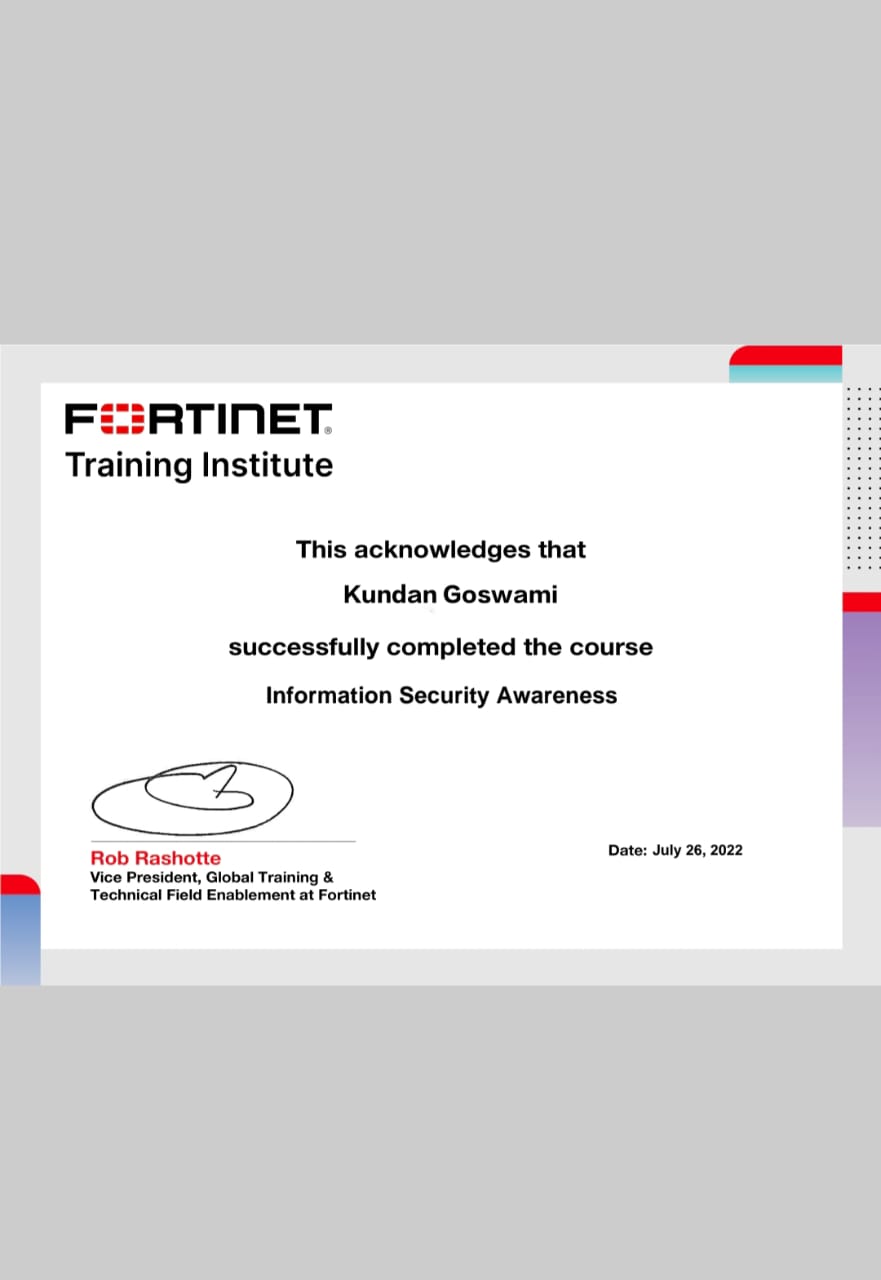 FORTINET®
Training Institute
This acknowledges that
Kundan Goswami
successfully completed the course
Information Security Awareness
Rob Rashotte
Vice President, Global Training &
Technical Field Enablement at Fortinet
Date: July 26, 2022